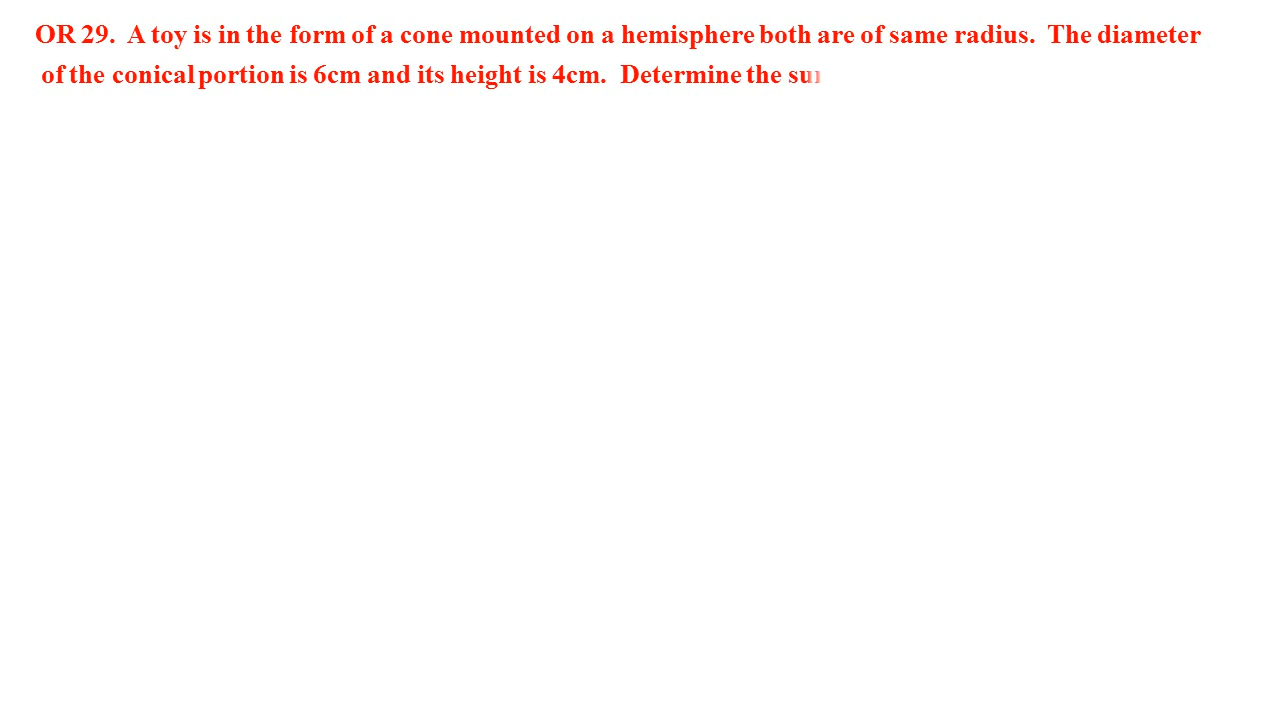 OR 29. A toy is in the form of a cone mounted on a hemisphere both are of same radius. The diameter
of the conical portion is 6cm and its height is 4cm. Determine the